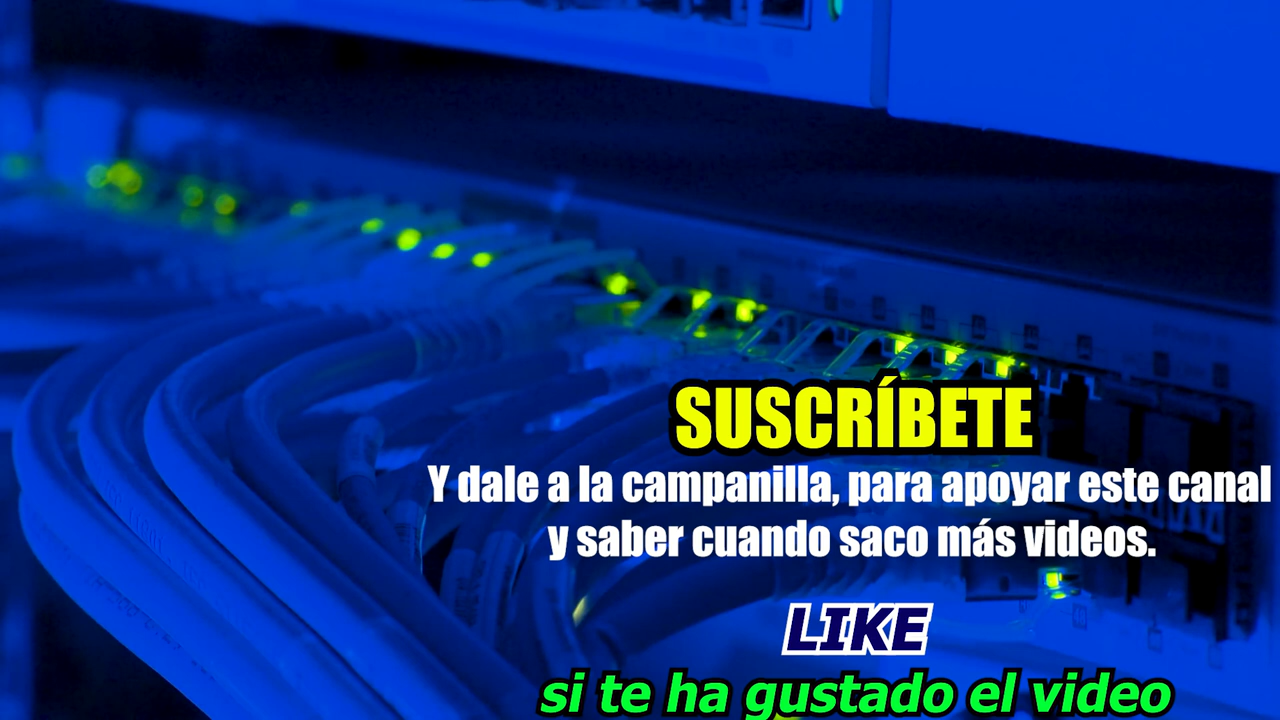 SUSCRÍBETE
Y dale a la campanilla, para apoyar este canal
y saber cuando saco más videos.
LIKE
si te ha gustado el video